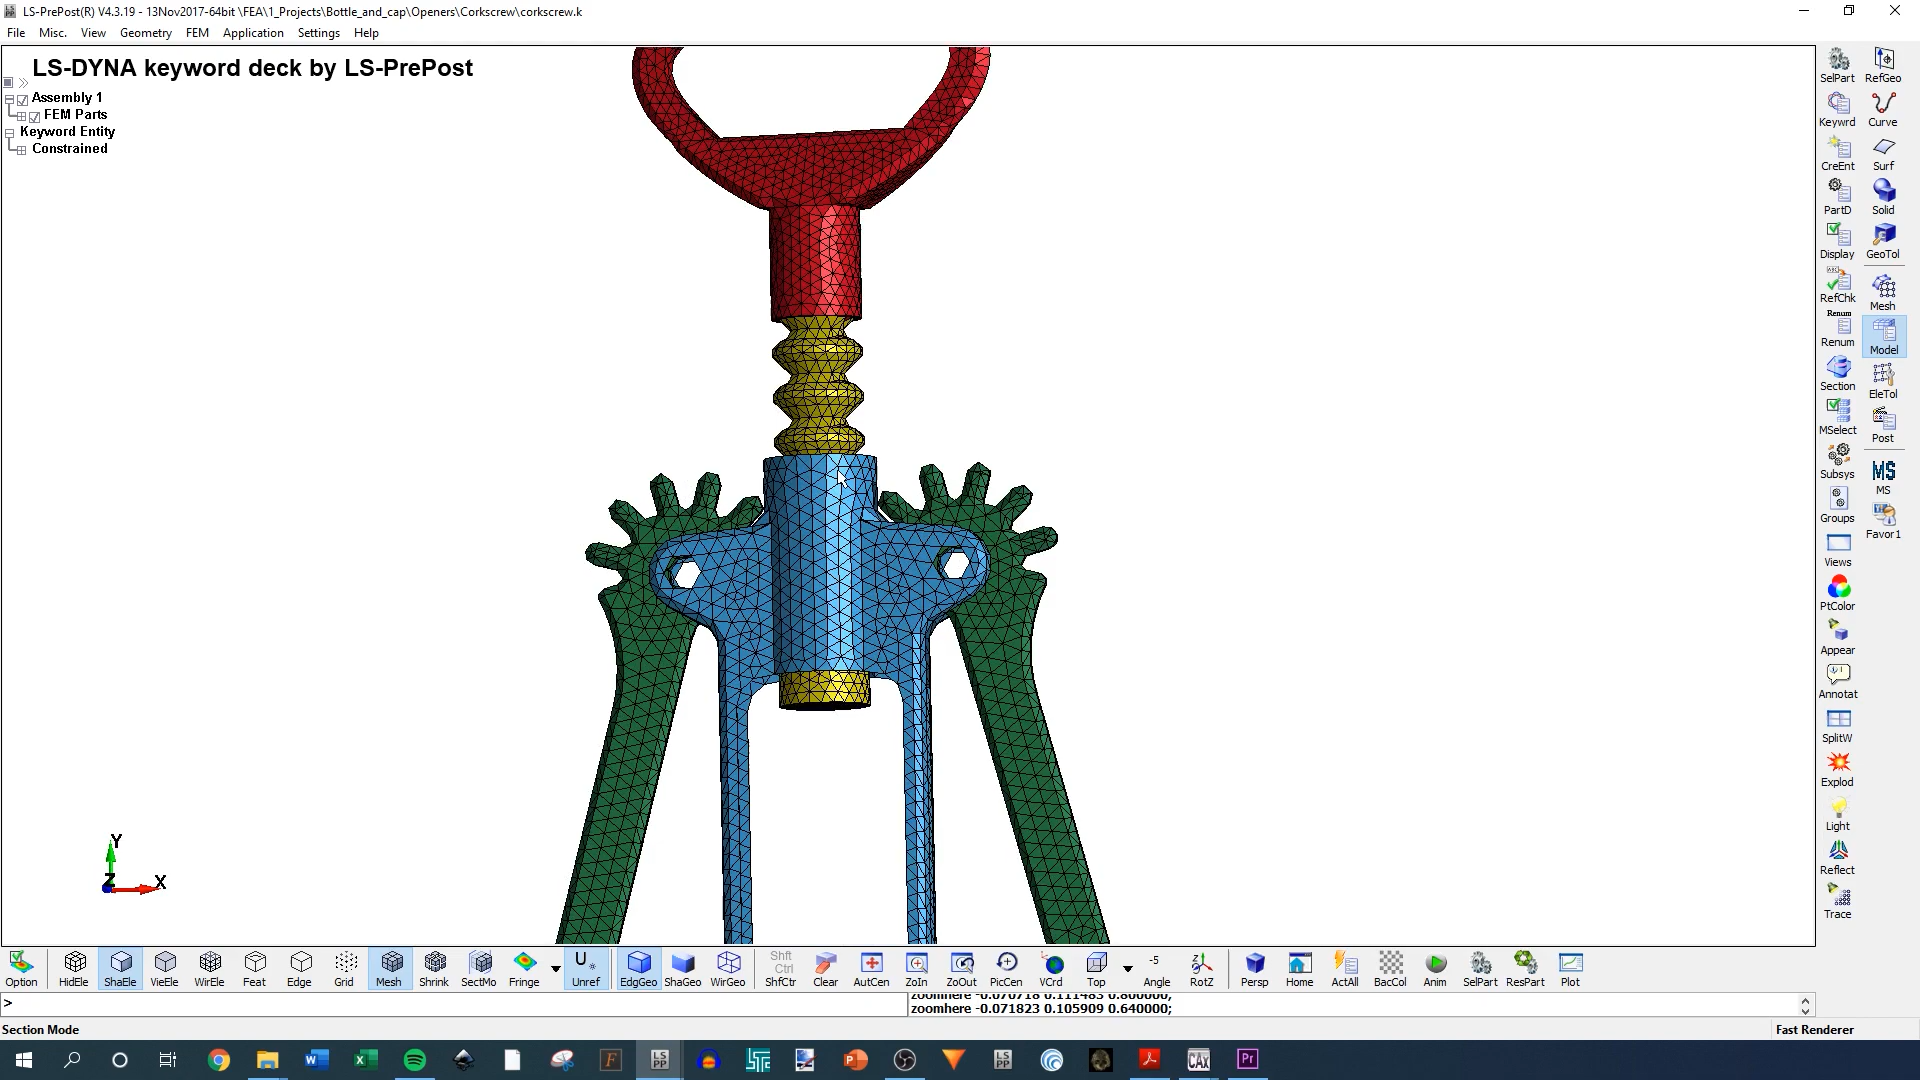 LS-PrePost(R) V4.3.19 - 13Nov2017-64bit \FEA\1_Projects\Bottle_and_cap\Openers\Corkscrew\corkscrew.k
File Misc. View Geometry FEM Application Settings Help
LS-DYNA keyword deck by LS-PrePost
Assembly 1
FEM Parts
Keyword Entity
Constrained
SelPart RefGeo
Keywrd Curve
CreEnt Surf
PartD Solid
Display GeoTol
RefChk Mesh
Renum
Renum Model
Section EleTol
MSelect Post
Subsys MS
MS
Groups Favor1
Views
PtColor
Appear
Annotat
SplitW
Explod
Light
Reflect
Trace
Y
Z X
Option HidEle ShaEle VieEle WirEle Feat Edge Grid Mesh Shrink SectMo Fringe Unref EdgGeo ShaGeo WirGeo Shft Ctrl ShfCtr Clear AutCen ZoIn ZoOut PicCen VCrd Top -5 Angle RotZ Persp Home ActAll BacCol Anim SelPart ResPart Plot
>
zoomhere -0.070718 0.111483 0.800000;
zoomhere -0.071823 0.105909 0.640000;
Section Mode Fast Renderer